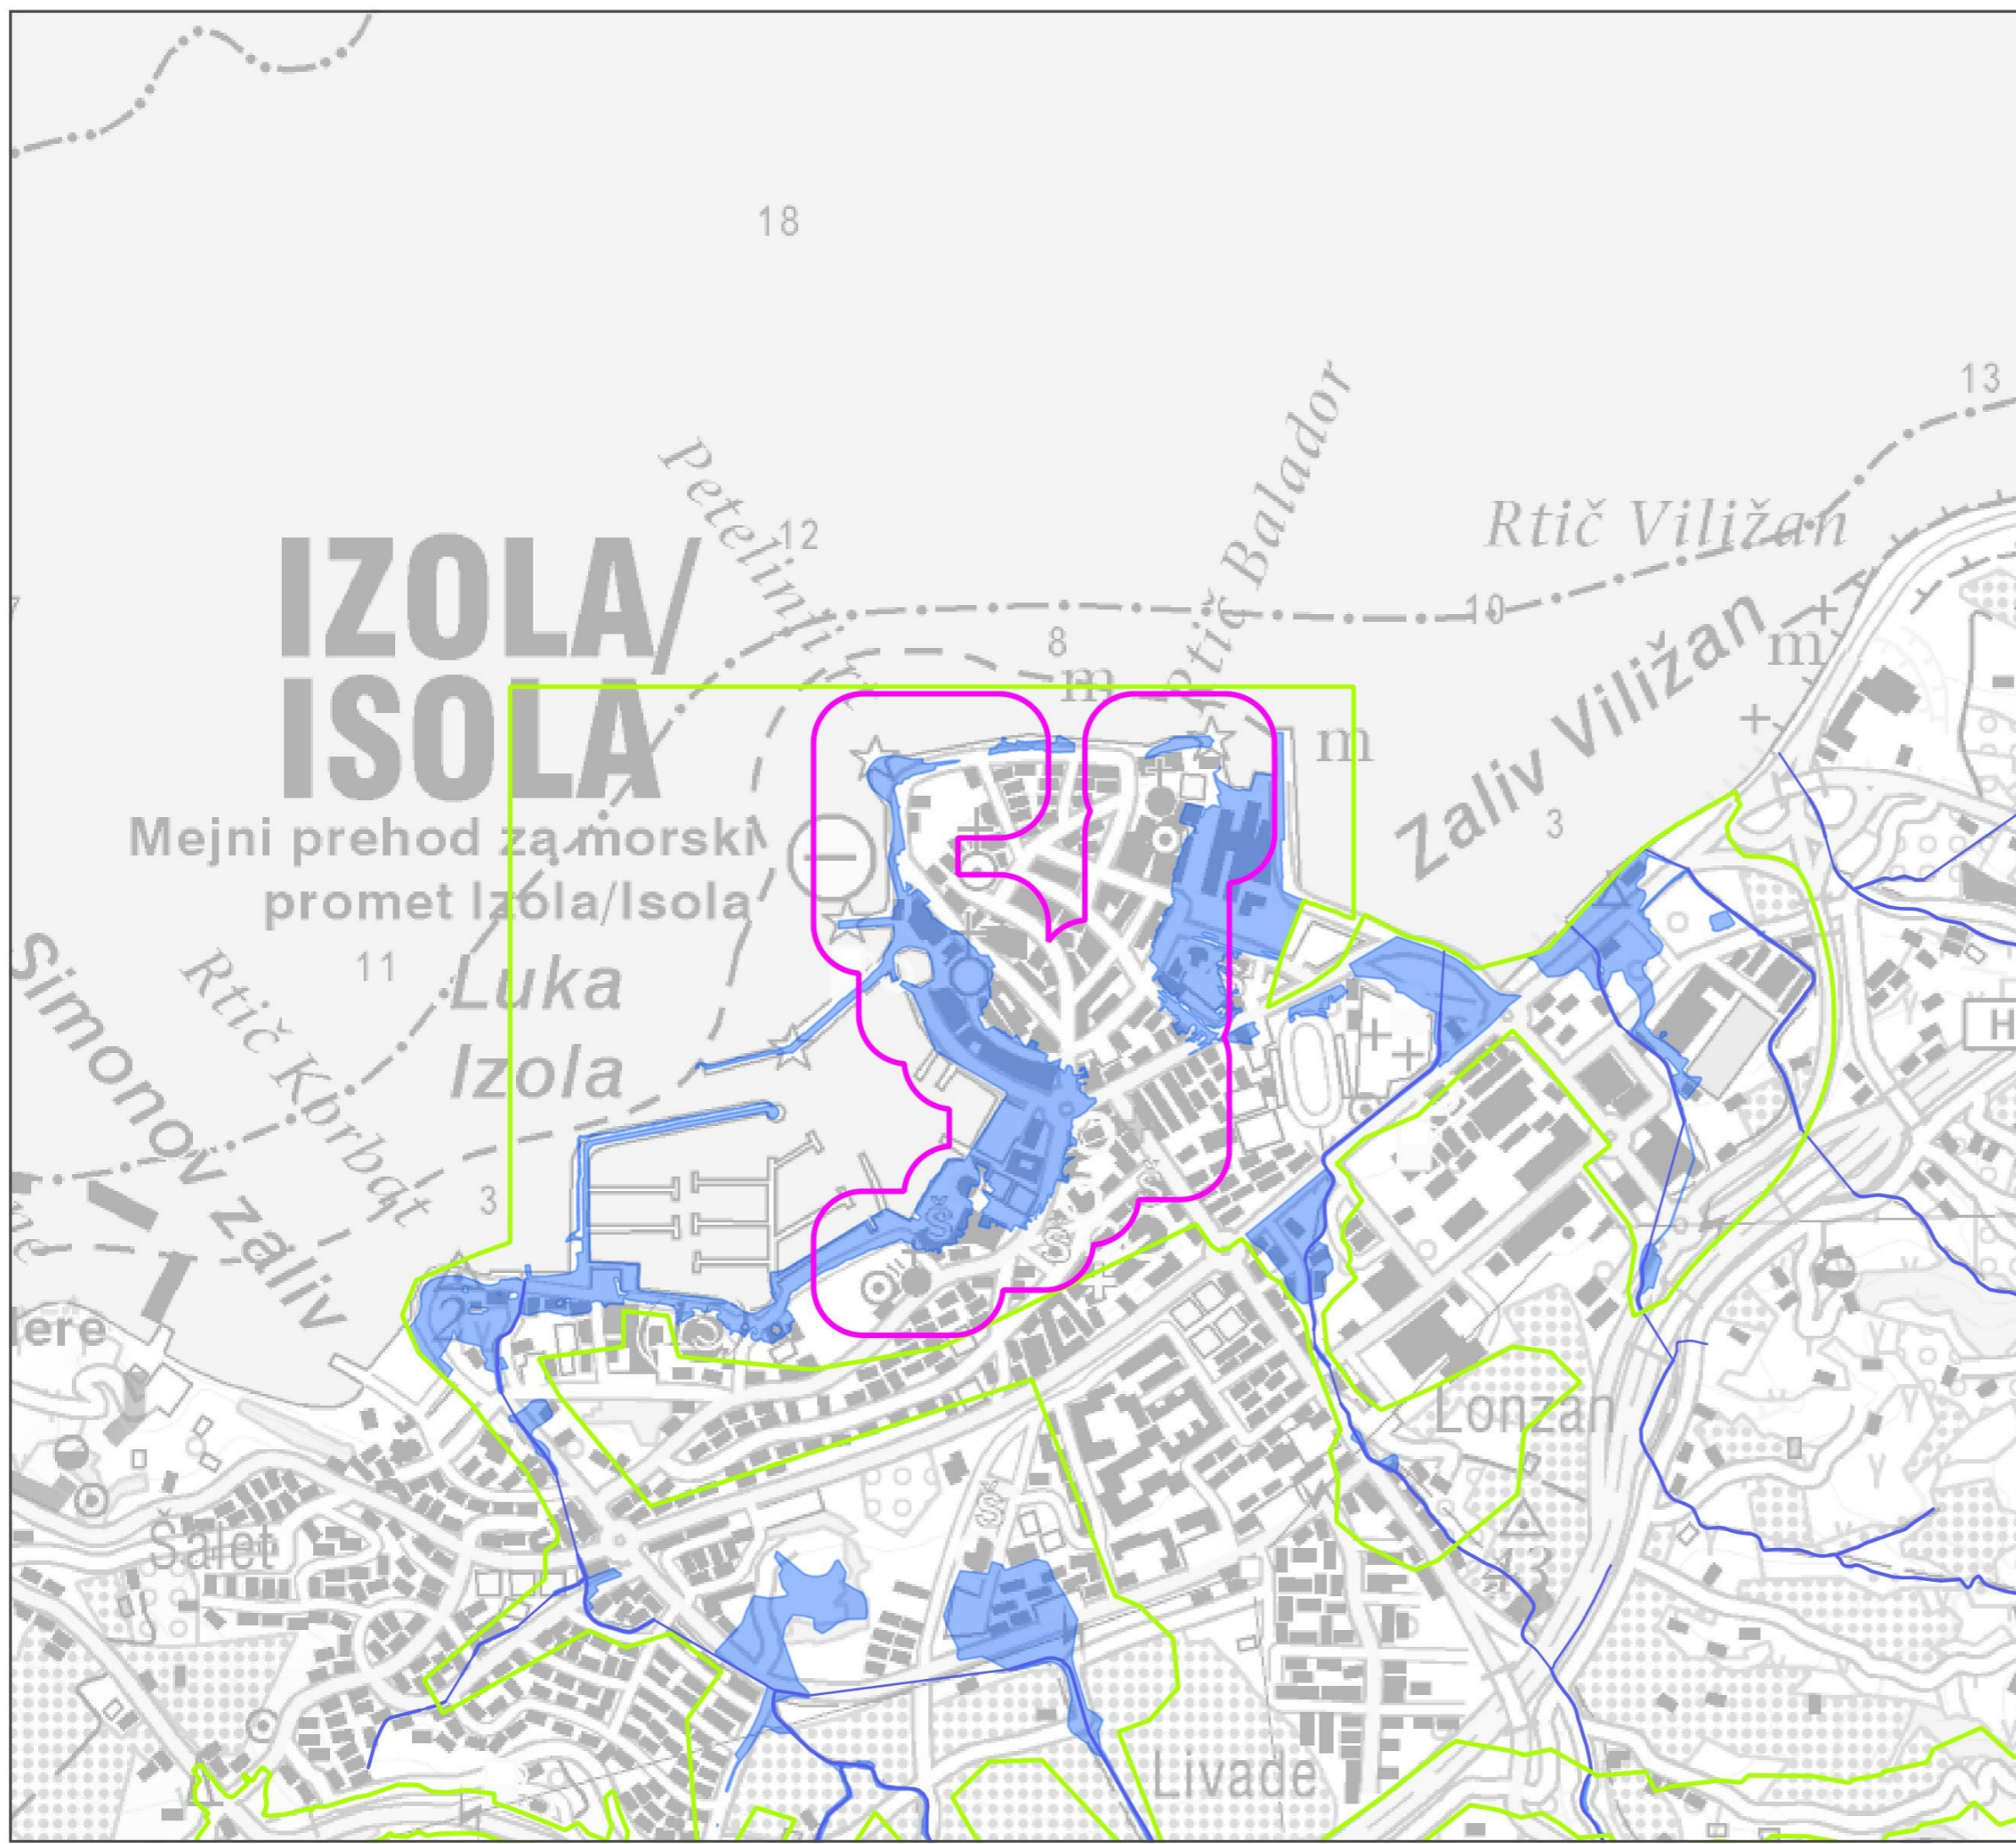 18
13
Rtič Balador
12
Rtič Viližan
IZOLA/
ISOLA
10
8
m
m
m
Zaliv Viližan
3
Mejni prehod za morski
promet Izola/Isola
11
Luka
Izola
Simonov zaliv
Rtič Korbat
3
H
Š
Š
Š
2
Lonzan
Šalet
Š
43
Livade